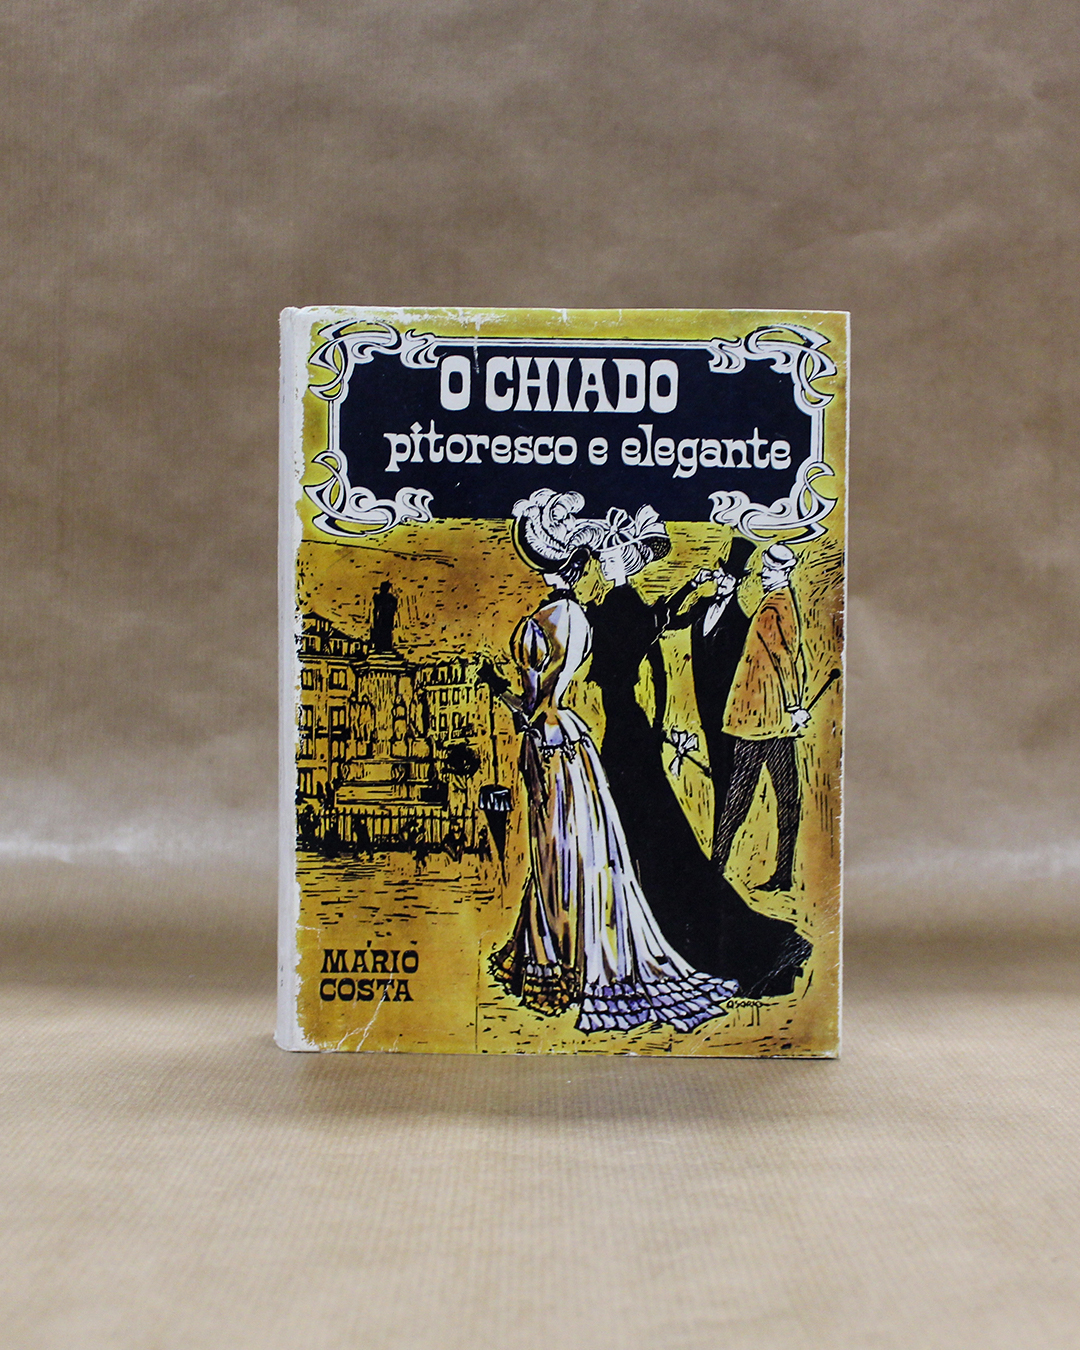 O CHIADO
pitoresco e elegante
MÁRIO
COSTA